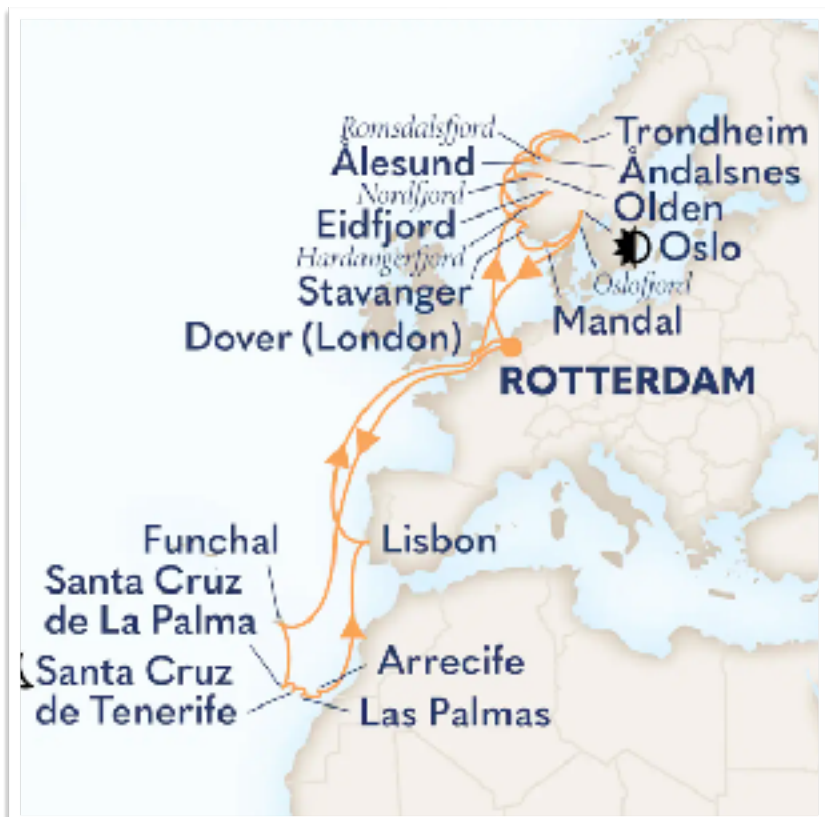 Romsdalsfjord
Trondheim
Ålesund
Åndalsnes
Nordfjord
Olden
Eidfjord
Oslo
Hardangerfjord
Oslofjord
Stavanger
Mandal
Dover (London)
ROTTERDAM
Funchal
Lisbon
Santa Cruz
de La Palma
Santa Cruz
de Tenerife
Arrecife
Las Palmas